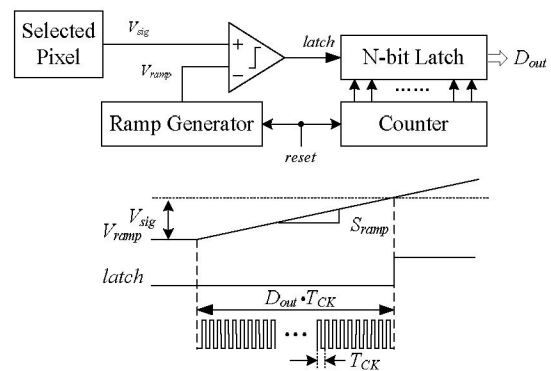 Selected Pixel
V_sig
V_ramp
+
−
latch
N-bit Latch
D_out
......
Ramp Generator
reset
Counter
V_sig
V_ramp
S_ramp
latch
D_out·T_CK
•••
T_CK